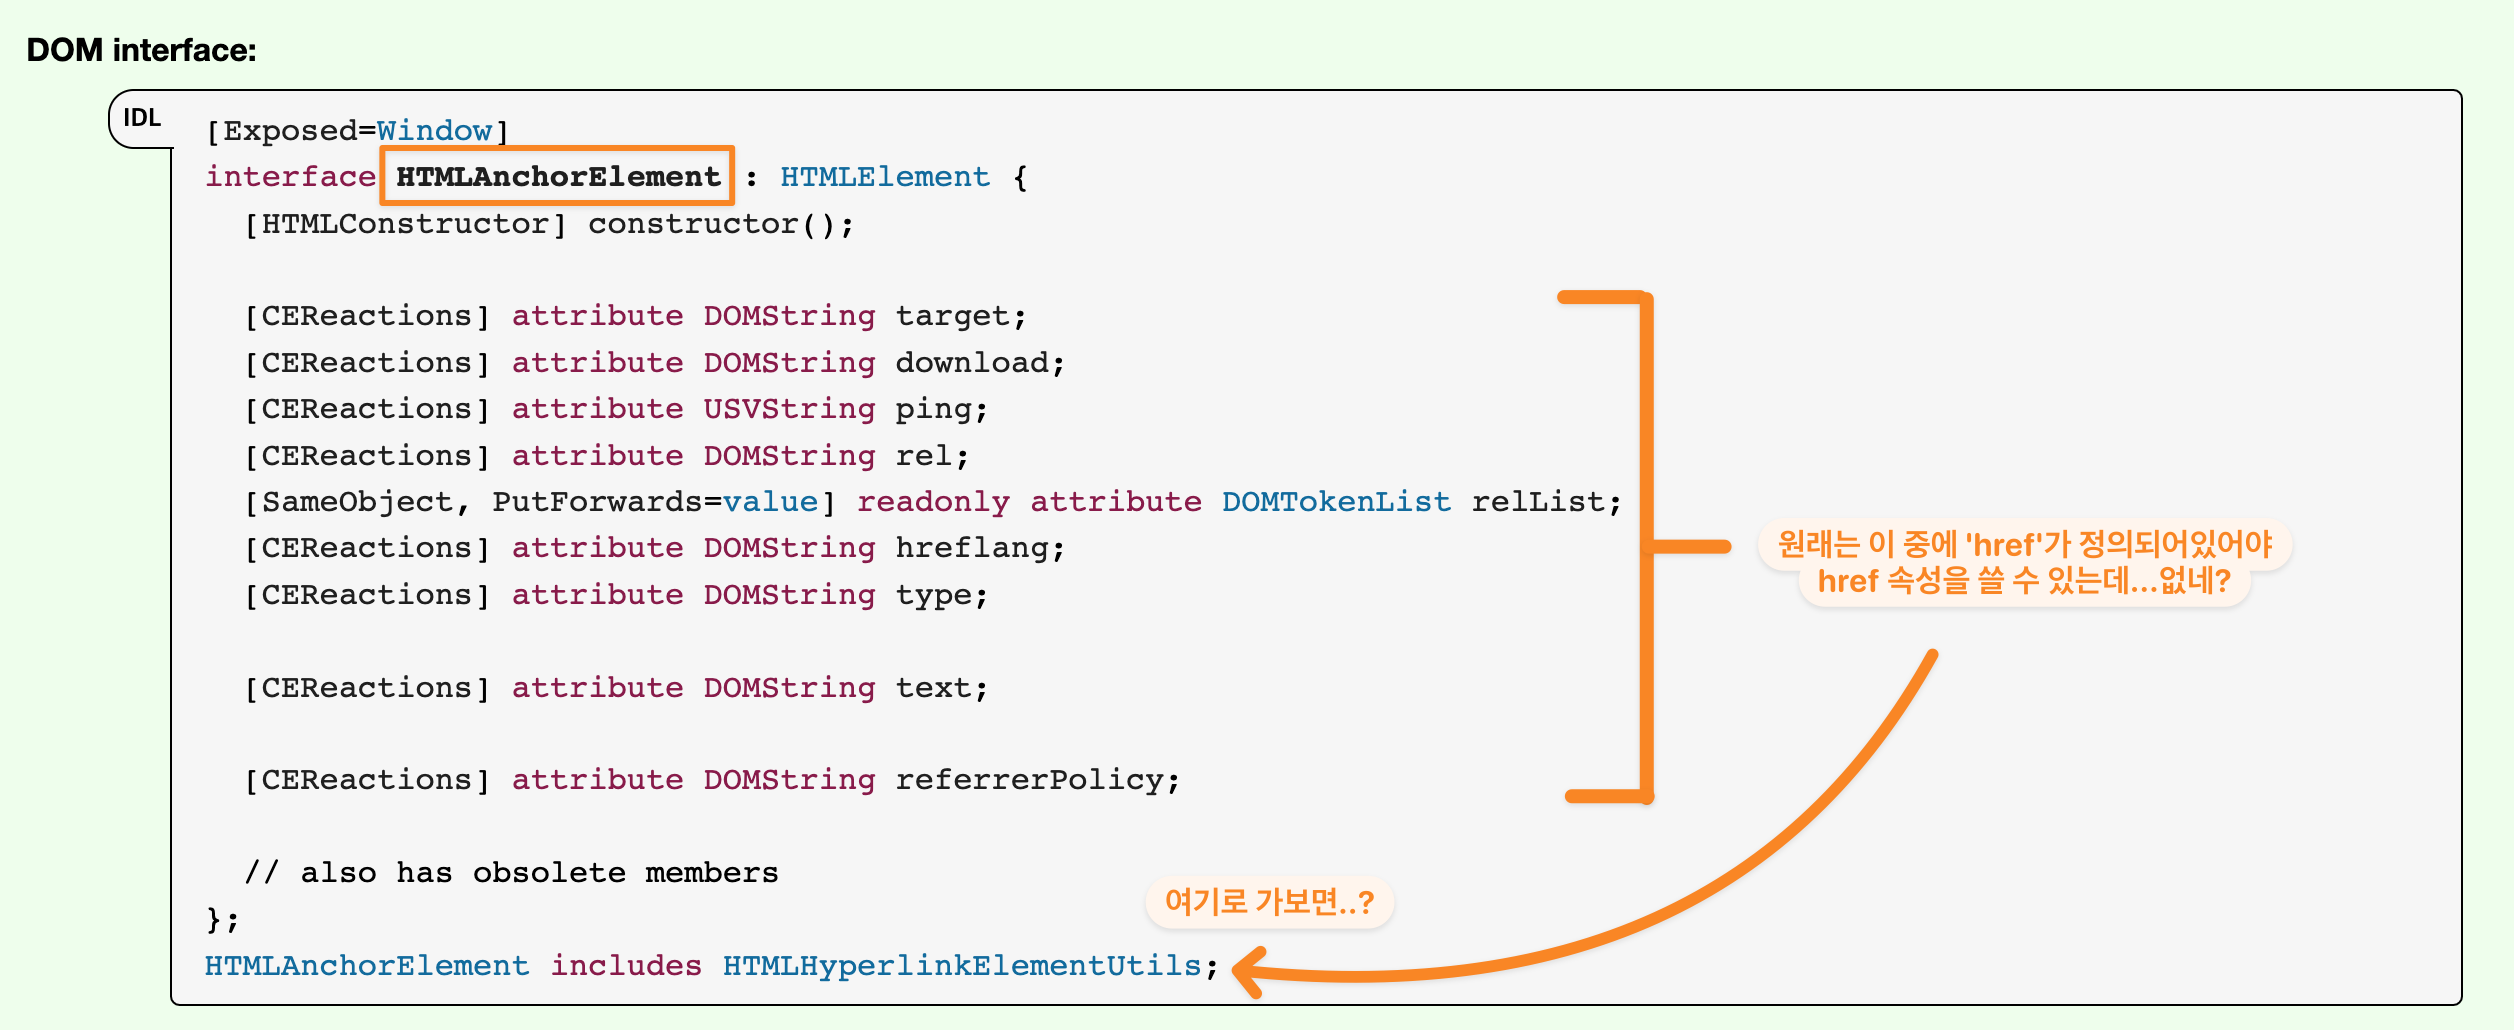 DOM interface:
IDL
[Exposed=Window]
interface HTMLAnchorElement : HTMLElement {
[HTMLConstructor] constructor();
[CEReactions] attribute DOMString target;
[CEReactions] attribute DOMString download;
[CEReactions] attribute USVString ping;
[CEReactions] attribute DOMString rel;
[SameObject, PutForwards=value] readonly attribute DOMTokenList relList;
[CEReactions] attribute DOMString hreflang;
[CEReactions] attribute DOMString type;
원래는 이 중에 'href'가 정의되어있어야
href 속성을 쓸 수 있는데...없네?
[CEReactions] attribute DOMString text;
[CEReactions] attribute DOMString referrerPolicy;
// also has obsolete members
여기로 가보면..?
};
HTMLAnchorElement includes HTMLHyperlinkElementUtils;